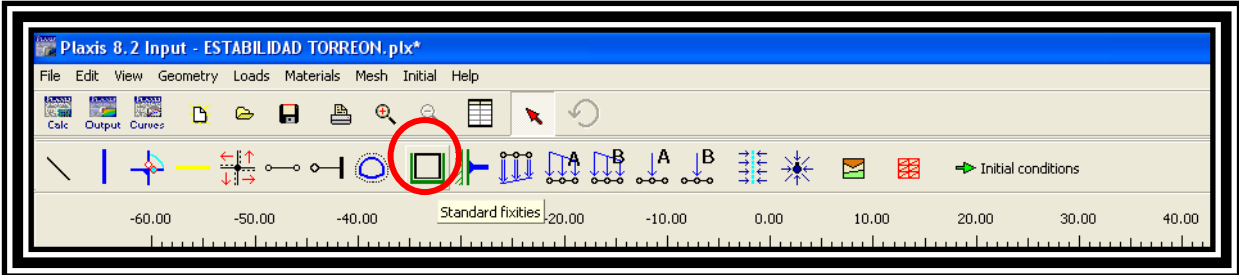 Plaxis 8.2 Input - ESTABILIDAD TORREON.plx*
File Edit View Geometry Loads Materials Mesh Initial Help
Calc Output Curves
A B A B Initial conditions
Standard fixities
-60.00 -50.00 -40.00 -20.00 -10.00 0.00 10.00 20.00 30.00 40.00